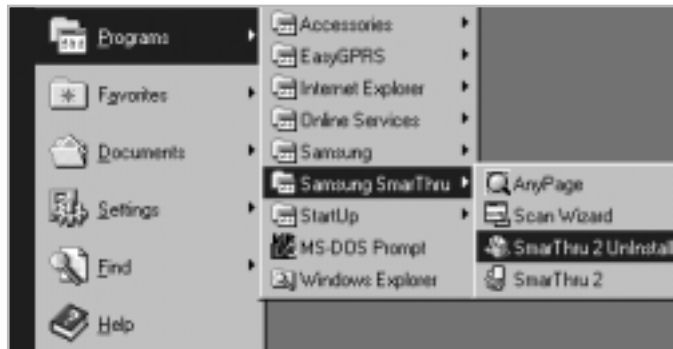 Programs
Favorites
Documents
Settings
Find
Help
Accessories
EasyGPRS
Internet Explorer
Online Services
Samsung
Samsung SmarThru
StartUp
MS-DOS Prompt
Windows Explorer
AnyPage
Scan Wizard
SmarThru 2 UnInstall
SmarThru 2